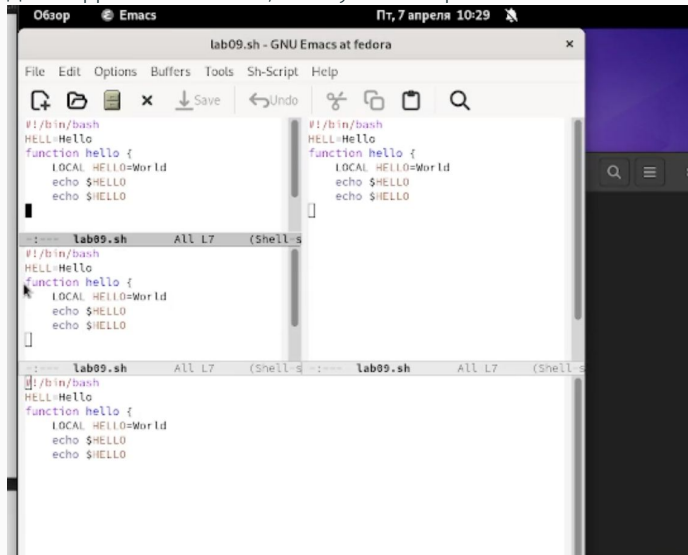 Обзор Emacs Пт, 7 апреля 10:29
lab09.sh - GNU Emacs at fedora
File Edit Options Buffers Tools Sh-Script Help
Save Undo
#!/bin/bash
HELL=Hello
function hello {
LOCAL HELLO=World
echo $HELLO
echo $HELLO
-:--- lab09.sh All L7 (Shell-s
#!/bin/bash
HELL=Hello
function hello {
LOCAL HELLO=World
echo $HELLO
echo $HELLO
#!/bin/bash
HELL=Hello
function hello {
LOCAL HELLO=World
echo $HELLO
echo $HELLO
-:--- lab09.sh All L7 (Shell-s
-:--- lab09.sh All L7 (Shell-s
#!/bin/bash
HELL=Hello
function hello {
LOCAL HELLO=World
echo $HELLO
echo $HELLO